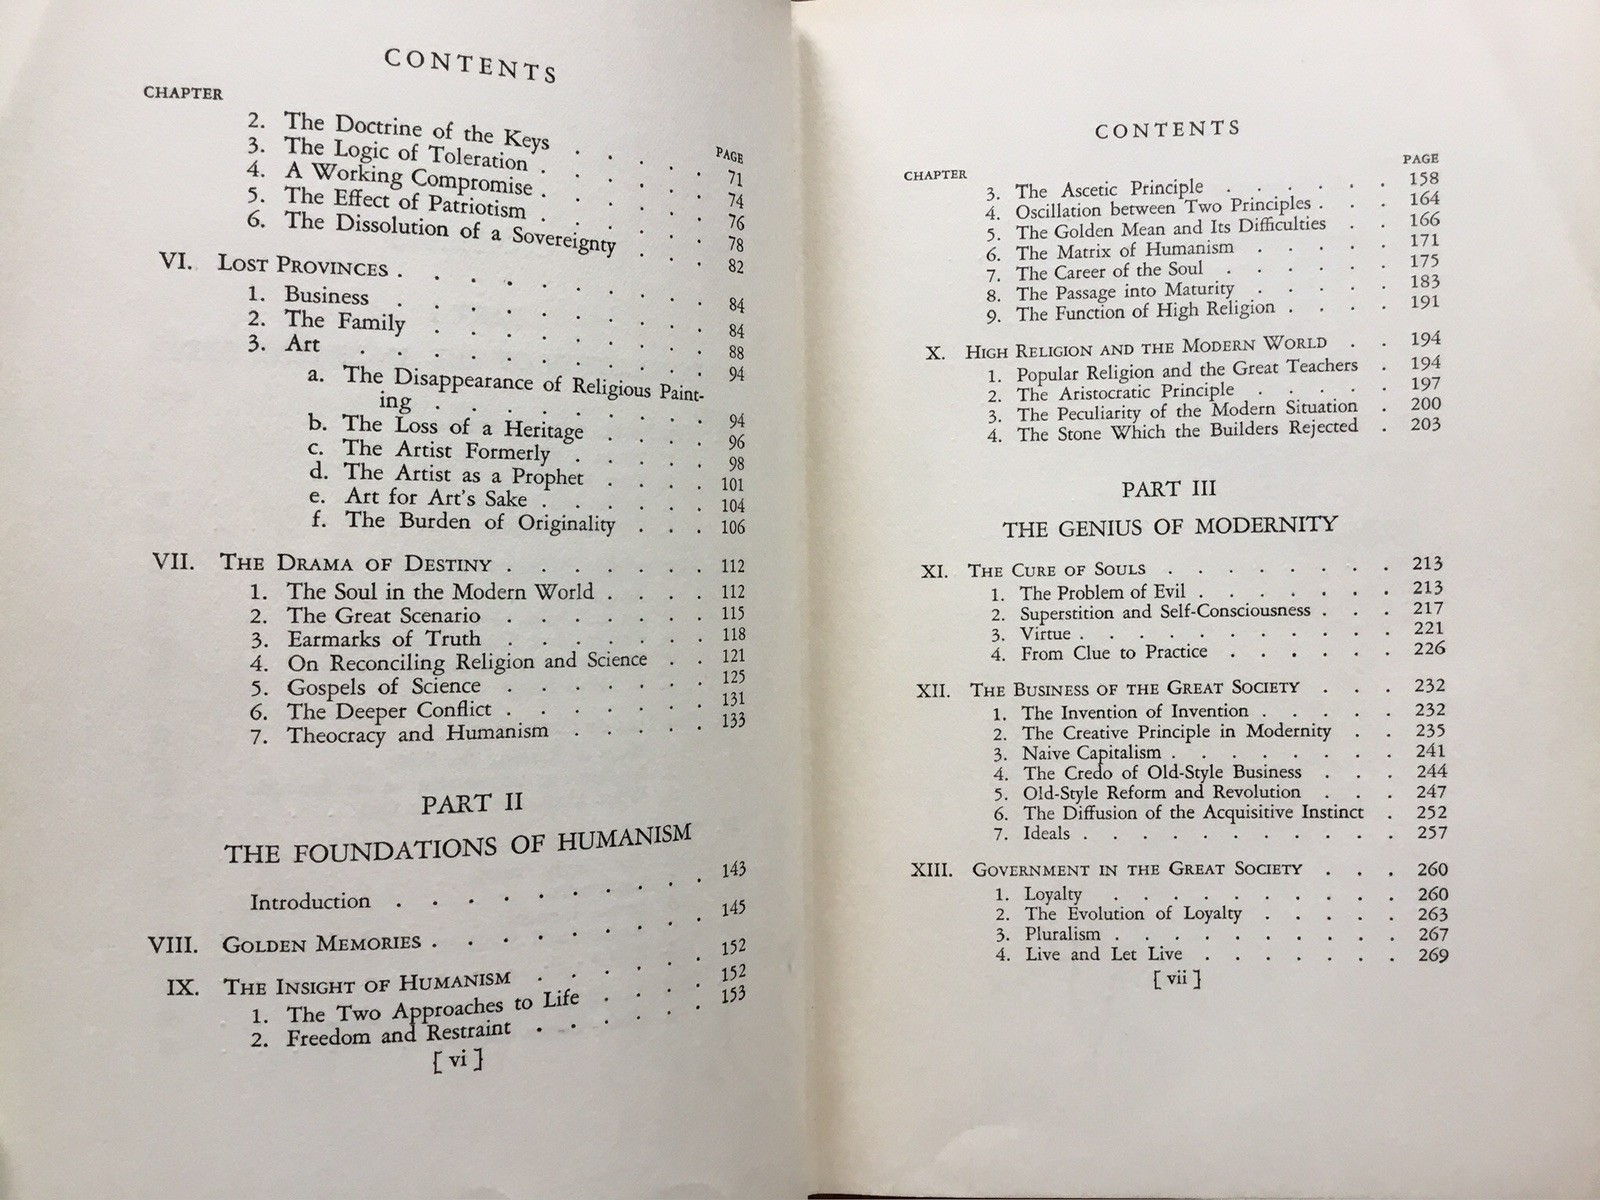 CONTENTS
CHAPTER
PAGE
2. The Doctrine of the Keys . . . . . 71
3. The Logic of Toleration . . . . . . 74
4. A Working Compromise . . . . . . 76
5. The Effect of Patriotism . . . . . . 78
6. The Dissolution of a Sovereignty . . . 82
VI. LOST PROVINCES . . . . . . . . . 84
1. Business . . . . . . . . . 84
2. The Family . . . . . . . . 88
3. Art . . . . . . . . . . 94
a. The Disappearance of Religious Paint-
ing . . . . . . . . 94
b. The Loss of a Heritage . . . . 96
c. The Artist Formerly . . . . . 98
d. The Artist as a Prophet . . . . 101
e. Art for Art's Sake . . . . . . 104
f. The Burden of Originality . . . 106
VII. THE DRAMA OF DESTINY . . . . . . 112
1. The Soul in the Modern World . . . . 112
2. The Great Scenario . . . . . . 115
3. Earmarks of Truth . . . . . . 118
4. On Reconciling Religion and Science . . 121
5. Gospels of Science . . . . . . 125
6. The Deeper Conflict . . . . . . 131
7. Theocracy and Humanism . . . . . 133
PART II
THE FOUNDATIONS OF HUMANISM
Introduction . . . . . . . . . 143
VIII. GOLDEN MEMORIES . . . . . . . . 145
IX. THE INSIGHT OF HUMANISM . . . . . 152
1. The Two Approaches to Life . . . . 152
2. Freedom and Restraint . . . . . 153
[ vi ]
CONTENTS
CHAPTER
PAGE
3. The Ascetic Principle . . . . . . 158
4. Oscillation between Two Principles . . . 164
5. The Golden Mean and Its Difficulties . . 166
6. The Matrix of Humanism . . . . . 171
7. The Career of the Soul . . . . . . 175
8. The Passage into Maturity . . . . . 183
9. The Function of High Religion . . . . 191
X. HIGH RELIGION AND THE MODERN WORLD . . 194
1. Popular Religion and the Great Teachers . 194
2. The Aristocratic Principle . . . . . 197
3. The Peculiarity of the Modern Situation . 200
4. The Stone Which the Builders Rejected . 203
PART III
THE GENIUS OF MODERNITY
XI. THE CURE OF SOULS . . . . . . . 213
1. The Problem of Evil . . . . . . . 213
2. Superstition and Self-Consciousness . . . 217
3. Virtue . . . . . . . . . . 221
4. From Clue to Practice . . . . . . 226
XII. THE BUSINESS OF THE GREAT SOCIETY . . . 232
1. The Invention of Invention . . . . . 232
2. The Creative Principle in Modernity . . 235
3. Naive Capitalism . . . . . . . 241
4. The Credo of Old-Style Business . . . 244
5. Old-Style Reform and Revolution . . . 247
6. The Diffusion of the Acquisitive Instinct . 252
7. Ideals . . . . . . . . . . 257
XIII. GOVERNMENT IN THE GREAT SOCIETY . . . 260
1. Loyalty . . . . . . . . . 260
2. The Evolution of Loyalty . . . . . 263
3. Pluralism . . . . . . . . . 267
4. Live and Let Live . . . . . . . 269
[ vii ]